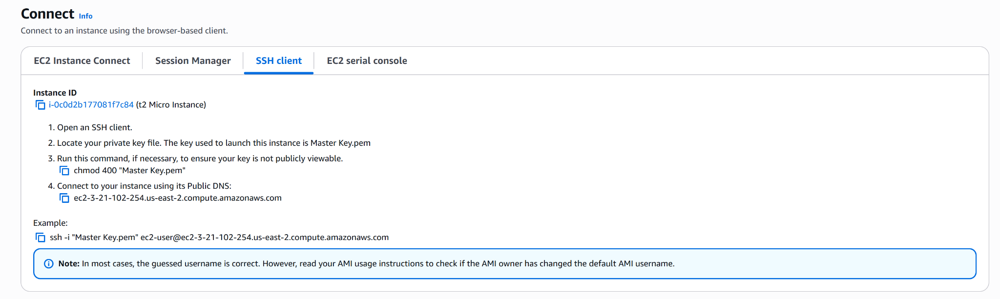 Connect Info
Connect to an instance using the browser-based client.
EC2 Instance Connect
Session Manager
SSH client
EC2 serial console
Instance ID
i-0c0d2b177081f7c84 (t2 Micro Instance)
1. Open an SSH client.
2. Locate your private key file. The key used to launch this instance is Master Key.pem
3. Run this command, if necessary, to ensure your key is not publicly viewable.
chmod 400 "Master Key.pem"
4. Connect to your instance using its Public DNS:
ec2-3-21-102-254.us-east-2.compute.amazonaws.com
Example:
ssh -i "Master Key.pem" ec2-user@ec2-3-21-102-254.us-east-2.compute.amazonaws.com
Note: In most cases, the guessed username is correct. However, read your AMI usage instructions to check if the AMI owner has changed the default AMI username.